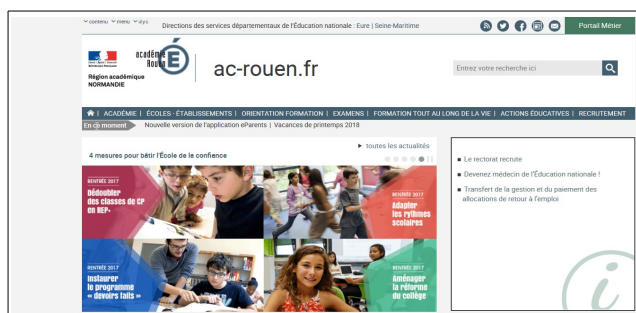 contenu menu
Directions des services départementaux de l'Éducation nationale : Eure | Seine-Maritime
Portail Métier
académie
Rouen
É
Région académique
NORMANDIE
ac-rouen.fr
Entrez votre recherche ici
ACADÉMIE | ÉCOLES - ÉTABLISSEMENTS | ORIENTATION FORMATION | EXAMENS | FORMATION TOUT AU LONG DE LA VIE | ACTIONS ÉDUCATIVES | RECRUTEMENT
En ce moment
Nouvelle version de l'application eParents | Vacances de printemps 2018
toutes les actualités
4 mesures pour bâtir l'École de la confiance
RENTRÉE 2017
Dédoubler
des classes de CP
en REP+
RENTRÉE 2017
Adapter
les rythmes
scolaires
RENTRÉE 2017
Instaurer
le programme
« devoirs faits »
RENTRÉE 2017
Aménager
la réforme
du collège
Le rectorat recrute
Devenez médecin de l'Éducation nationale !
Transfert de la gestion et du paiement des
allocations de retour à l'emploi